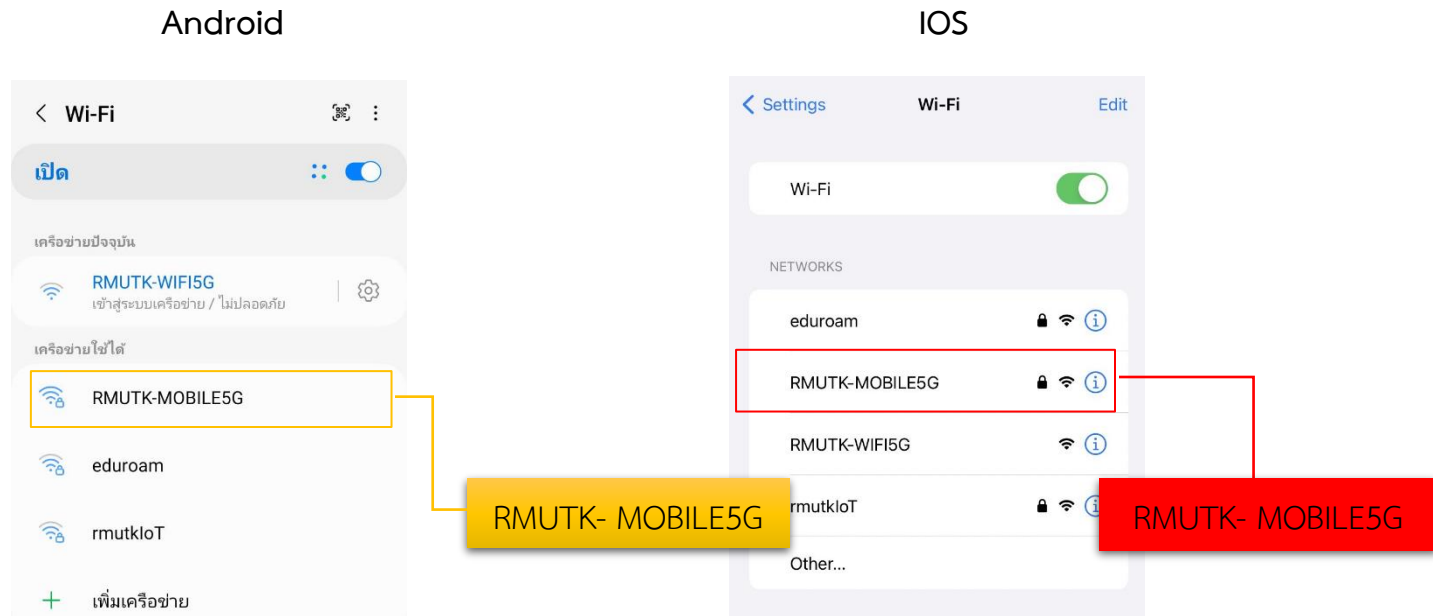 Android
IOS
Wi-Fi
เปิด
เครือข่ายปัจจุบัน
RMUTK-WIFI5G
เข้าสู่ระบบเครือข่าย / ไม่ปลอดภัย
เครือข่ายใช้ได้
RMUTK-MOBILE5G
eduroam
rmutkIoT
เพิ่มเครือข่าย
RMUTK- MOBILE5G
Settings
Wi-Fi
Edit
Wi-Fi
NETWORKS
eduroam
RMUTK-MOBILE5G
RMUTK-WIFI5G
rmutkIoT
Other...
RMUTK- MOBILE5G